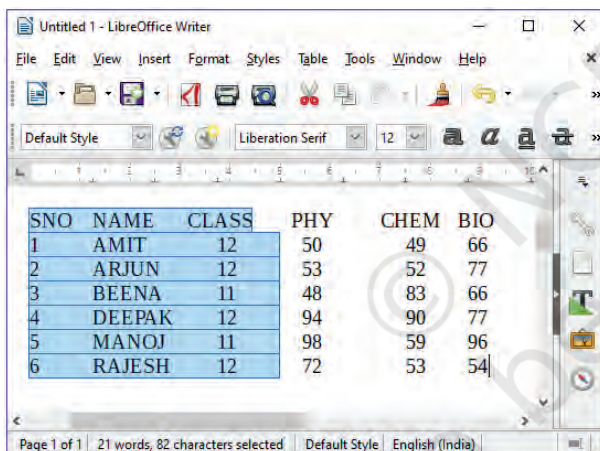 Untitled 1 - LibreOffice Writer
File Edit View Insert Format Styles Table Tools Window Help
Default Style Liberation Serif 12 a a a a
SNO NAME CLASS PHY CHEM BIO
1 AMIT 12 50 49 66
2 ARJUN 12 53 52 77
3 BEENA 11 48 83 66
4 DEEPAK 12 94 90 77
5 MANOJ 11 98 59 96
6 RAJESH 12 72 53 54
Page 1 of 1 21 words, 82 characters selected Default Style English (India)